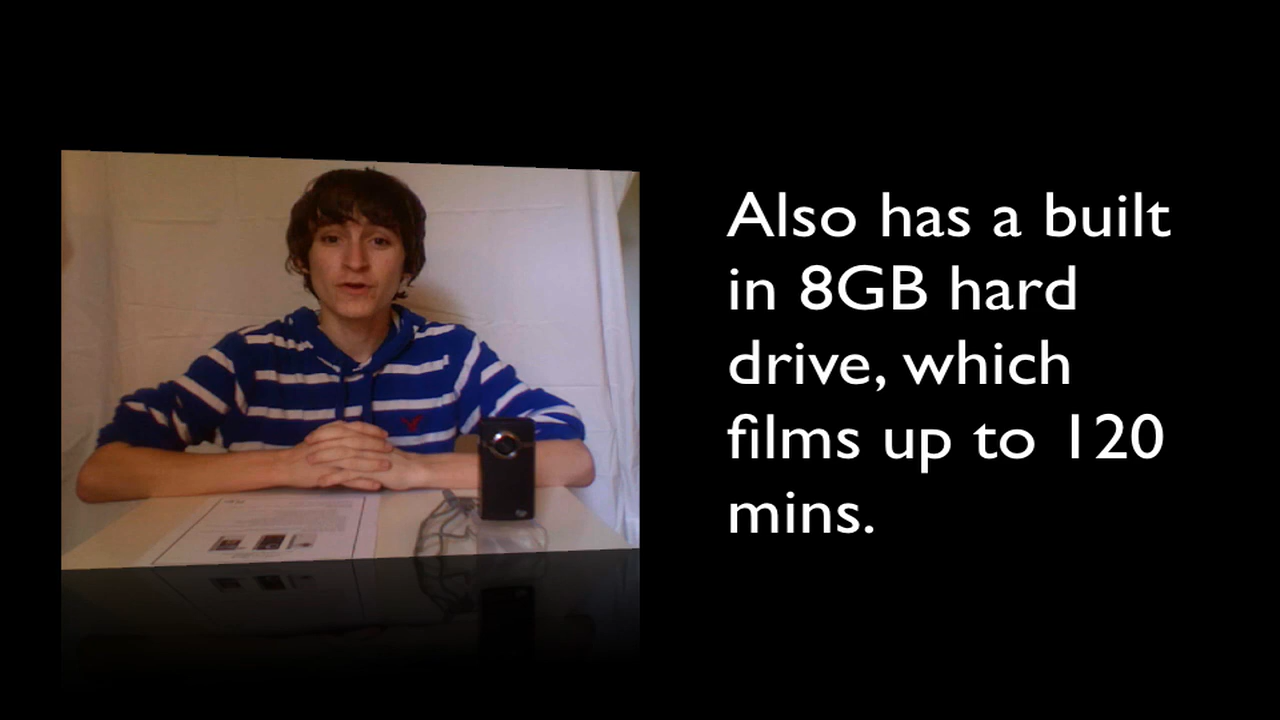 Also has a built
in 8GB hard
drive, which
films up to 120
mins.